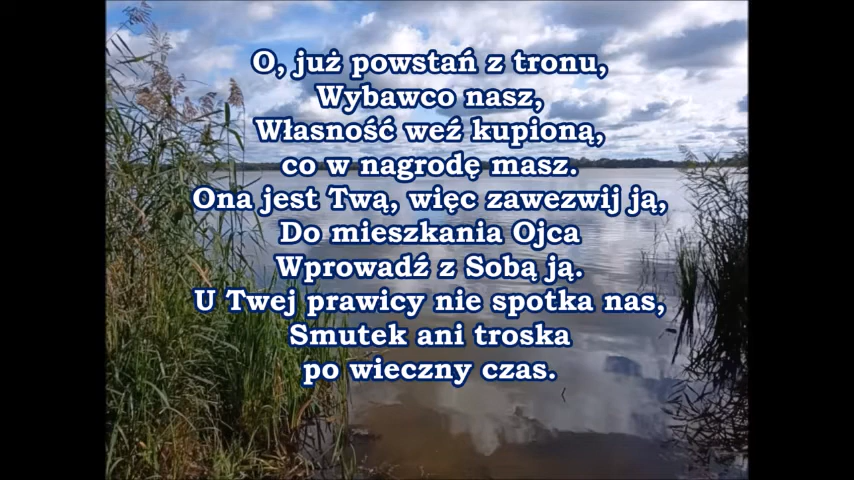 O, już powstań z tronu,
Wybawco nasz,
Własność weź kupioną,
co w nagrodę masz.
Ona jest Twą, więc zawezwij ją,
Do mieszkania Ojca
Wprowadź z Sobą ją.
U Twej prawicy nie spotka nas,
Smutek ani troska
po wieczny czas.